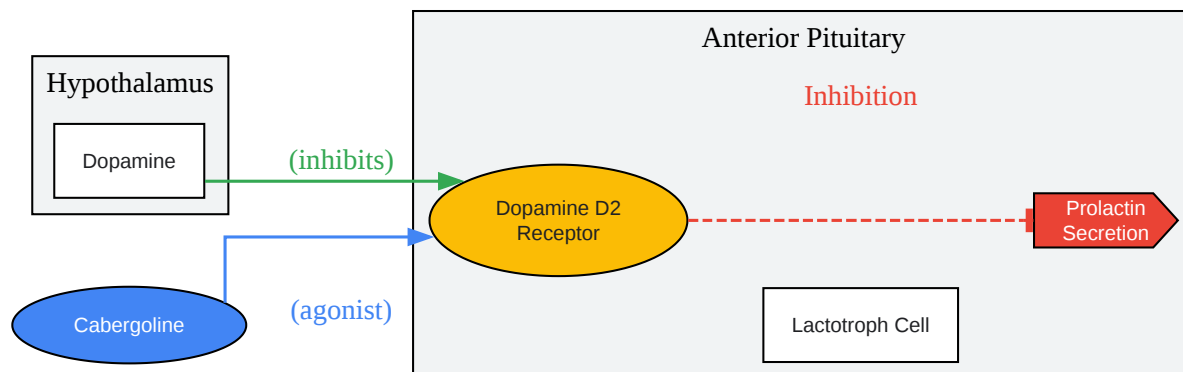 Anterior Pituitary
Hypothalamus
Inhibition
Dopamine
(inhibits)
Dopamine D2
Receptor
Prolactin
Secretion
Cabergoline
(agonist)
Lactotroph Cell